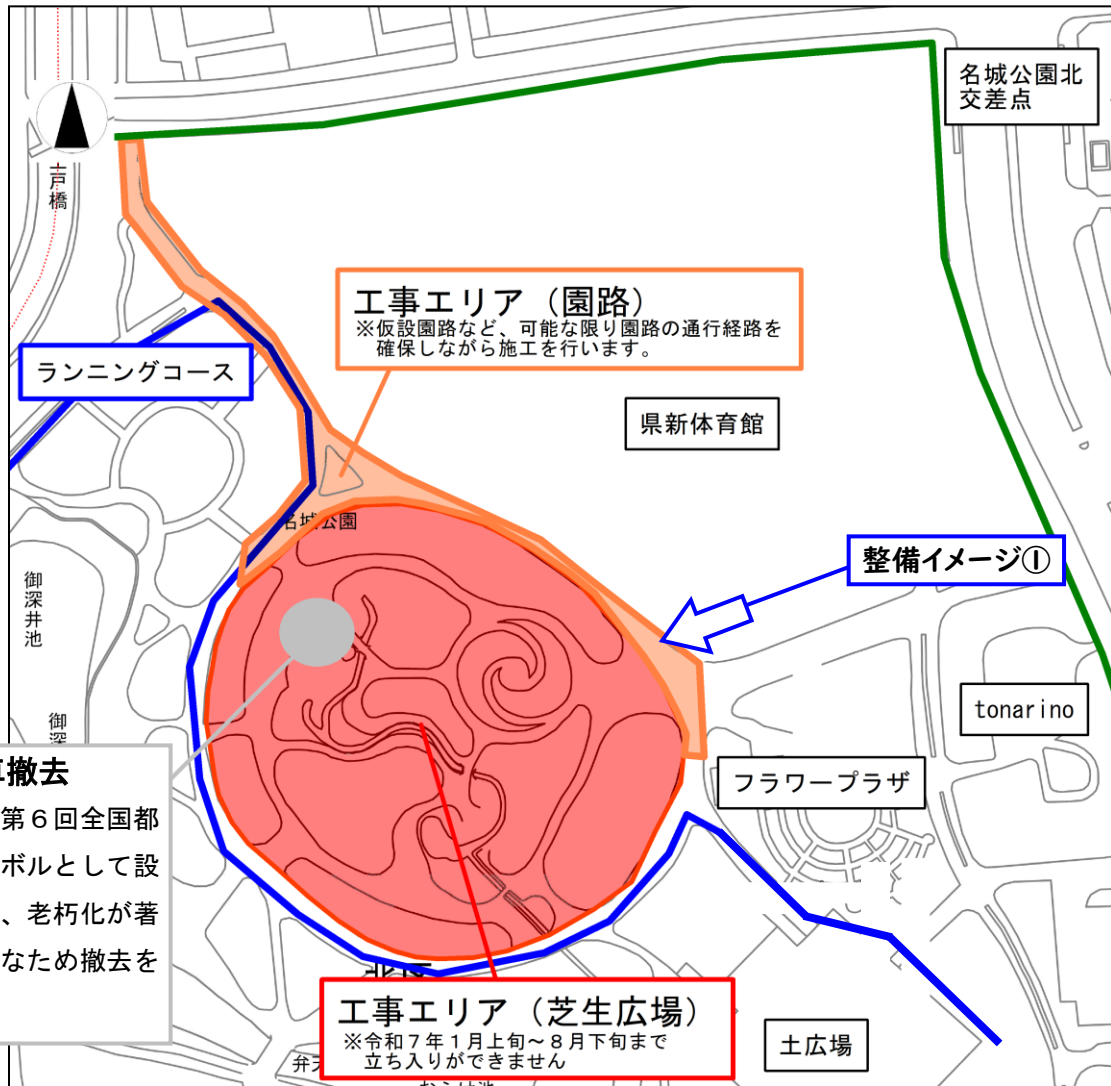 名城公園北
交差点
戸橋
工事エリア（園路）
※仮設園路など、可能な限り園路の通行経路を
確保しながら施工を行います。
ランニングコース
県新体育館
名城公園
整備イメージ①
御深井池
御深
tonarino
フラワープラザ
撤去
第６回全国都
ボルとして設
、老朽化が著
なため撤去を
工事エリア（芝生広場）
※令和７年１月上旬～８月下旬まで
立ち入りができません
土広場
弁天